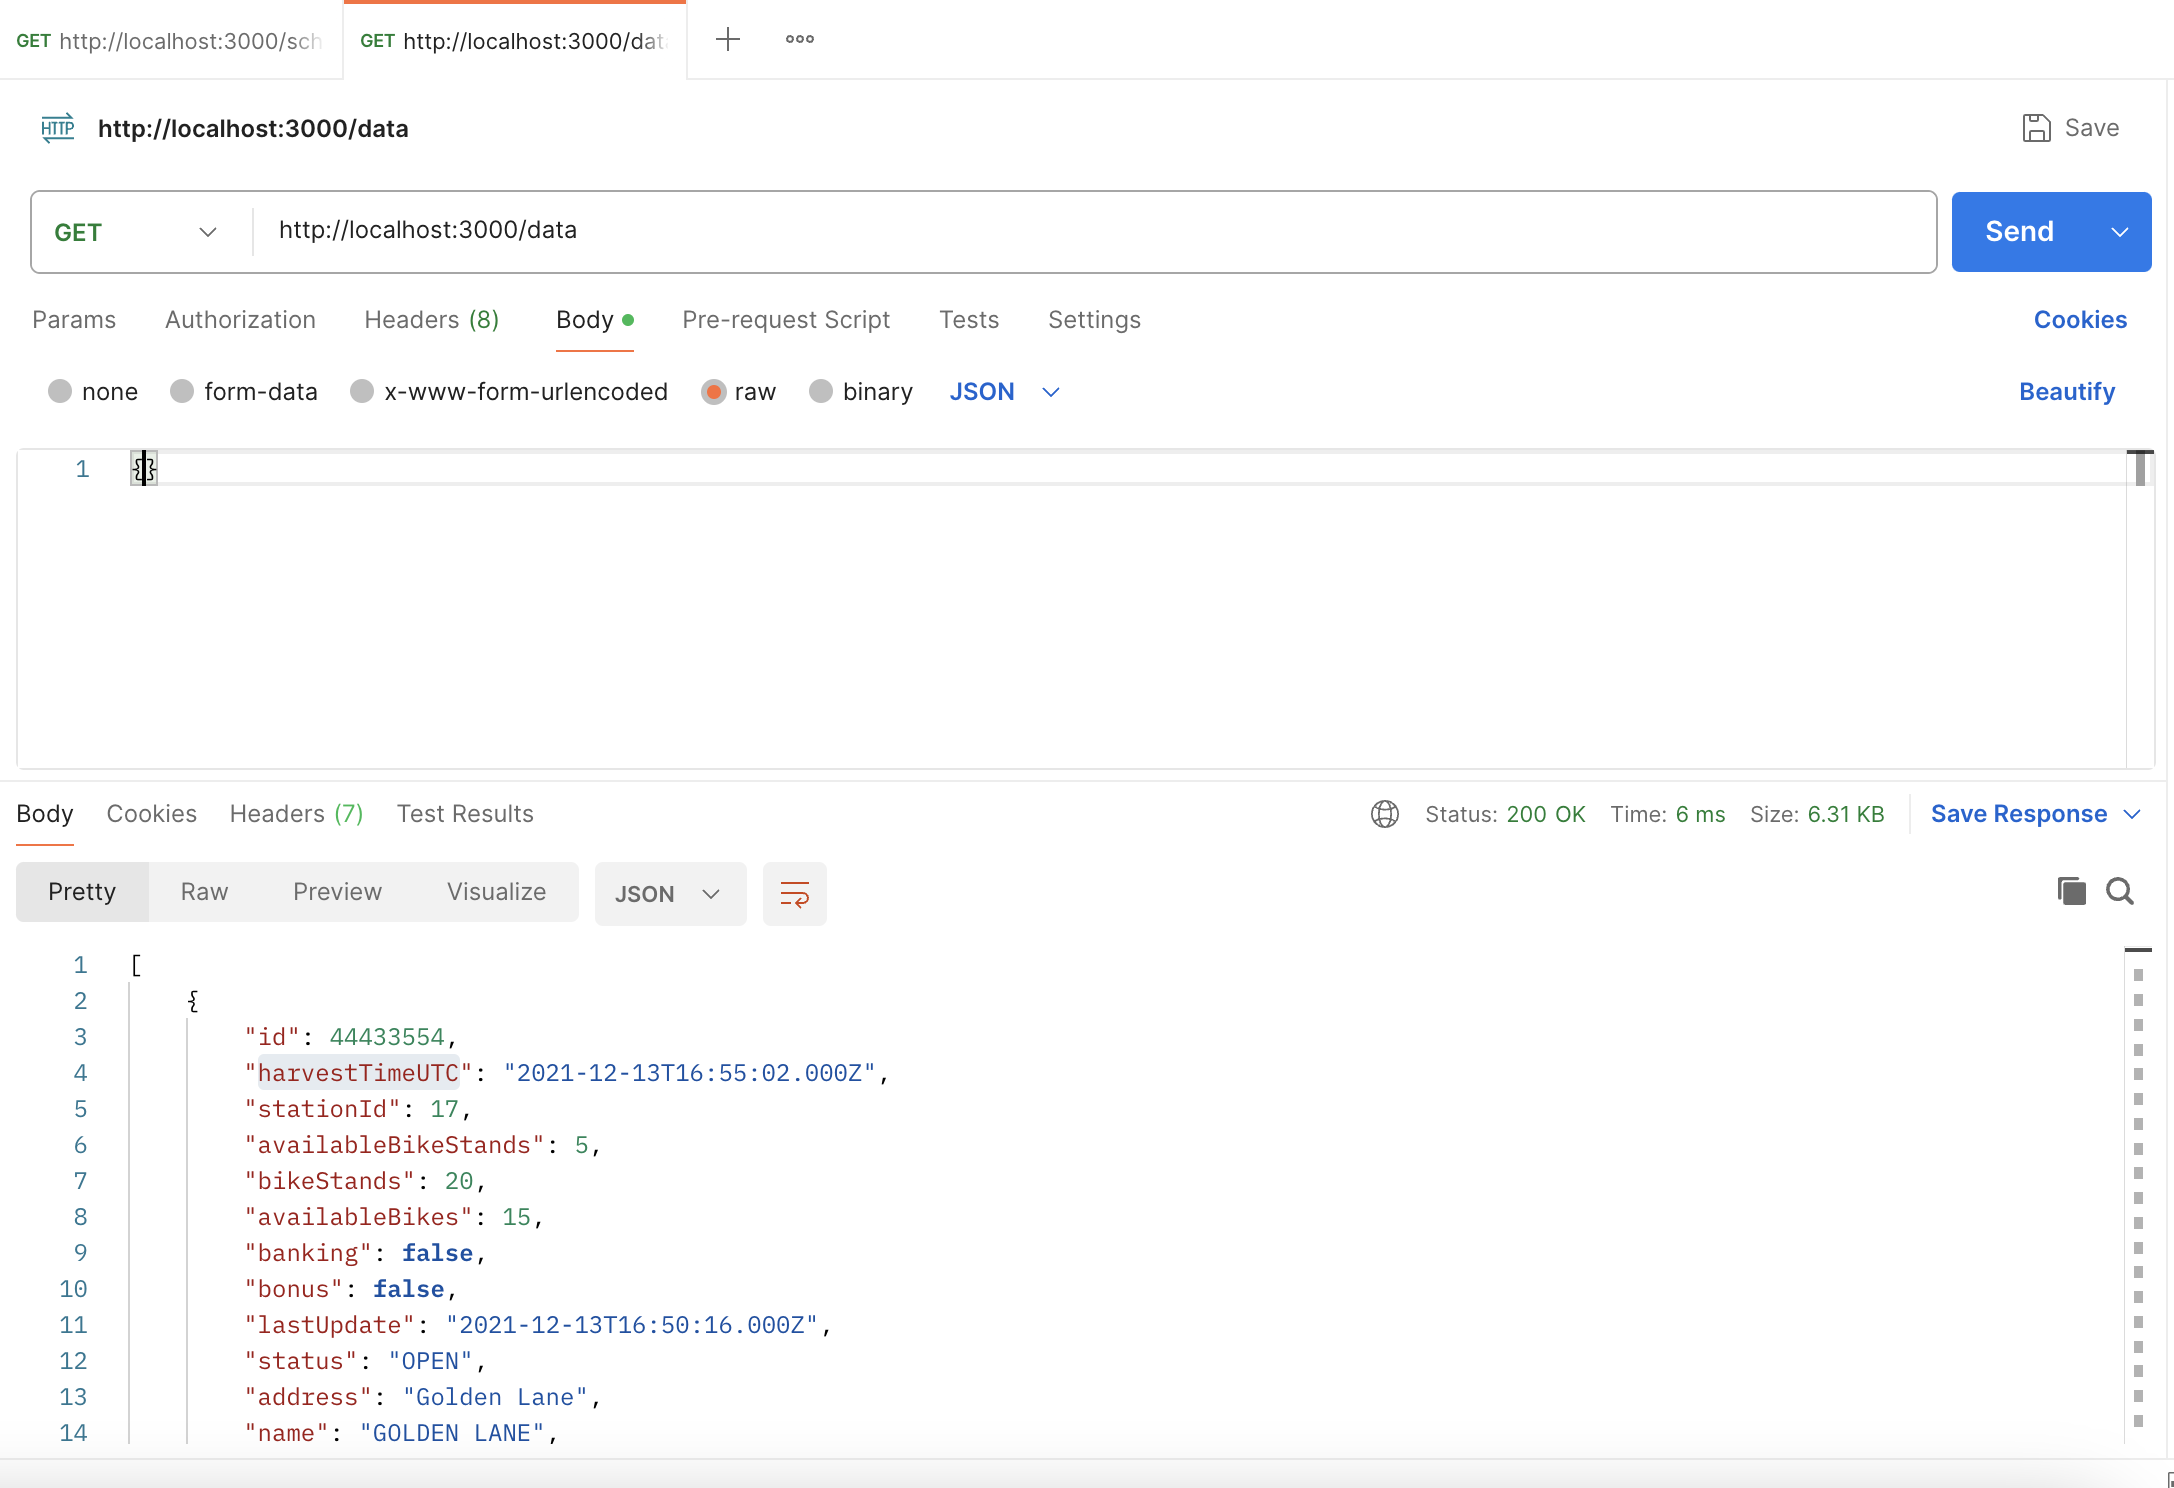 GET http://localhost:3000/sch GET http://localhost:3000/dat
HTTP http://localhost:3000/data Save
GET http://localhost:3000/data Send
Params Authorization Headers (8) Body Pre-request Script Tests Settings Cookies
none form-data x-www-form-urlencoded raw binary JSON Beautify
1 {}
Body Cookies Headers (7) Test Results Status: 200 OK Time: 6 ms Size: 6.31 KB Save Response
Pretty Raw Preview Visualize JSON
1 [
2 {
3 "id": 44433554,
4 "harvestTimeUTC": "2021-12-13T16:55:02.000Z",
5 "stationId": 17,
6 "availableBikeStands": 5,
7 "bikeStands": 20,
8 "availableBikes": 15,
9 "banking": false,
10 "bonus": false,
11 "lastUpdate": "2021-12-13T16:50:16.000Z",
12 "status": "OPEN",
13 "address": "Golden Lane",
14 "name": "GOLDEN LANE",